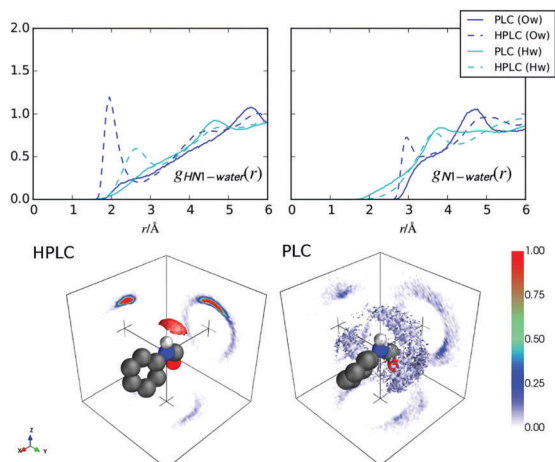 PLC (Ow)
HPLC (Ow)
PLC (Hw)
HPLC (Hw)
2.0
1.5
1.0
0.5
0.0
gHN1−water(r)
gN1−water(r)
0 1 2 3 4 5 6
0 1 2 3 4 5 6
r/Å
r/Å
HPLC
PLC
1.00
0.75
0.50
0.25
0.00
Z
X
Y